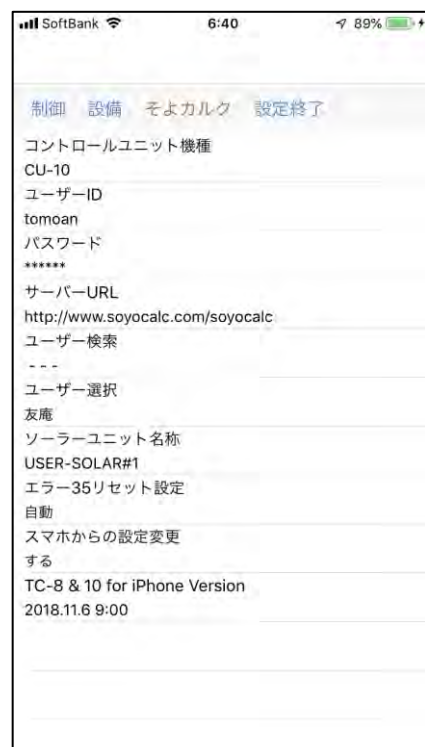 SoftBank 6:40 89%
制御 設備 そよカルク 設定終了
コントロールユニット機種
CU-10
ユーザーID
tomoan
パスワード
******
サーバーURL
http://www.soyocalc.com/soyocalc
ユーザー検索
- - -
ユーザー選択
友庵
ソーラーユニット名称
USER-SOLAR#1
エラー35リセット設定
自動
スマホからの設定変更
する
TC-8 & 10 for iPhone Version
2018.11.6 9:00